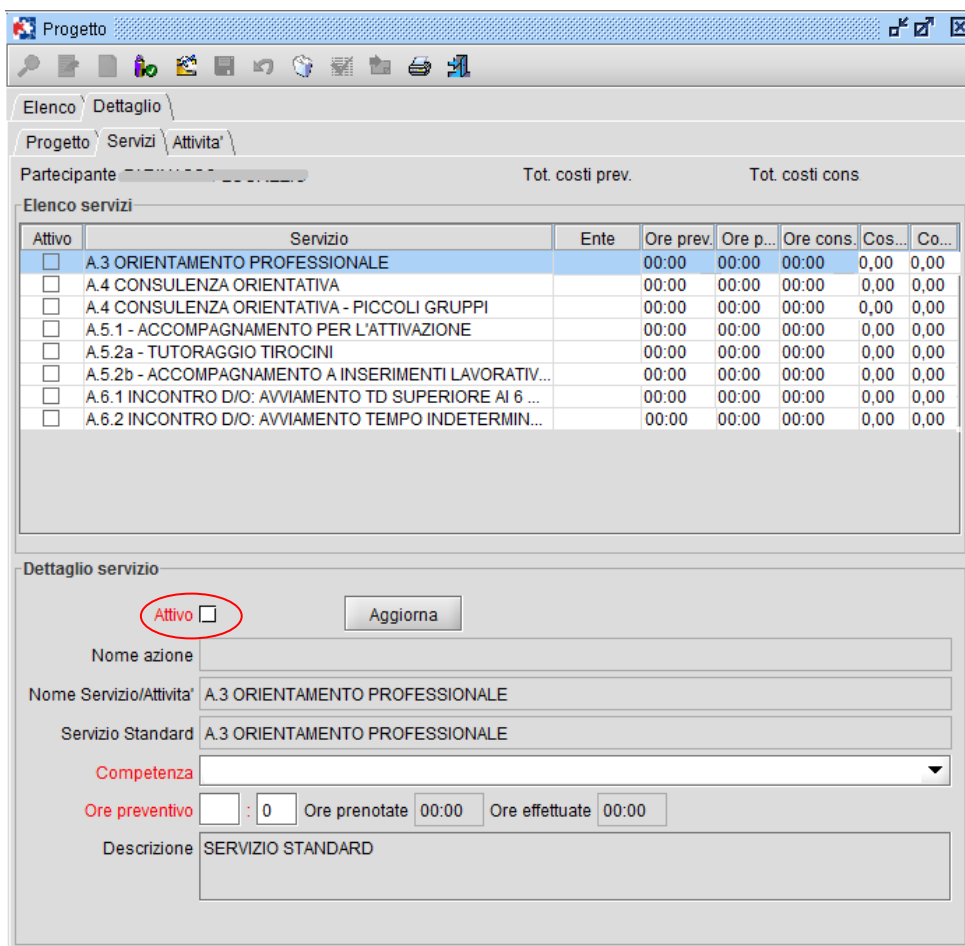 Progetto
Elenco Dettaglio
Progetto Servizi Attivita'
Partecipante Tot. costi prev. Tot. costi cons
Elenco servizi
Attivo Servizio Ente Ore prev. Ore p... Ore cons. Cos... Co...
A.3 ORIENTAMENTO PROFESSIONALE 00:00 00:00 00:00 0,00 0,00
A.4 CONSULENZA ORIENTATIVA 00:00 00:00 00:00 0,00 0,00
A.4 CONSULENZA ORIENTATIVA - PICCOLI GRUPPI 00:00 00:00 00:00 0,00 0,00
A.5.1 - ACCOMPAGNAMENTO PER L'ATTIVAZIONE 00:00 00:00 00:00 0,00 0,00
A.5.2a - TUTORAGGIO TIROCINI 00:00 00:00 00:00 0,00 0,00
A.5.2b - ACCOMPAGNAMENTO A INSERIMENTI LAVORATIV... 00:00 00:00 00:00 0,00 0,00
A.6.1 INCONTRO D/O: AVVIAMENTO TD SUPERIORE AI 6 ... 00:00 00:00 00:00 0,00 0,00
A.6.2 INCONTRO D/O: AVVIAMENTO TEMPO INDETERMIN... 00:00 00:00 00:00 0,00 0,00
Dettaglio servizio
Attivo Aggiorna
Nome azione
Nome Servizio/Attivita' A.3 ORIENTAMENTO PROFESSIONALE
Servizio Standard A.3 ORIENTAMENTO PROFESSIONALE
Competenza
Ore preventivo : 0 Ore prenotate 00:00 Ore effettuate 00:00
Descrizione SERVIZIO STANDARD